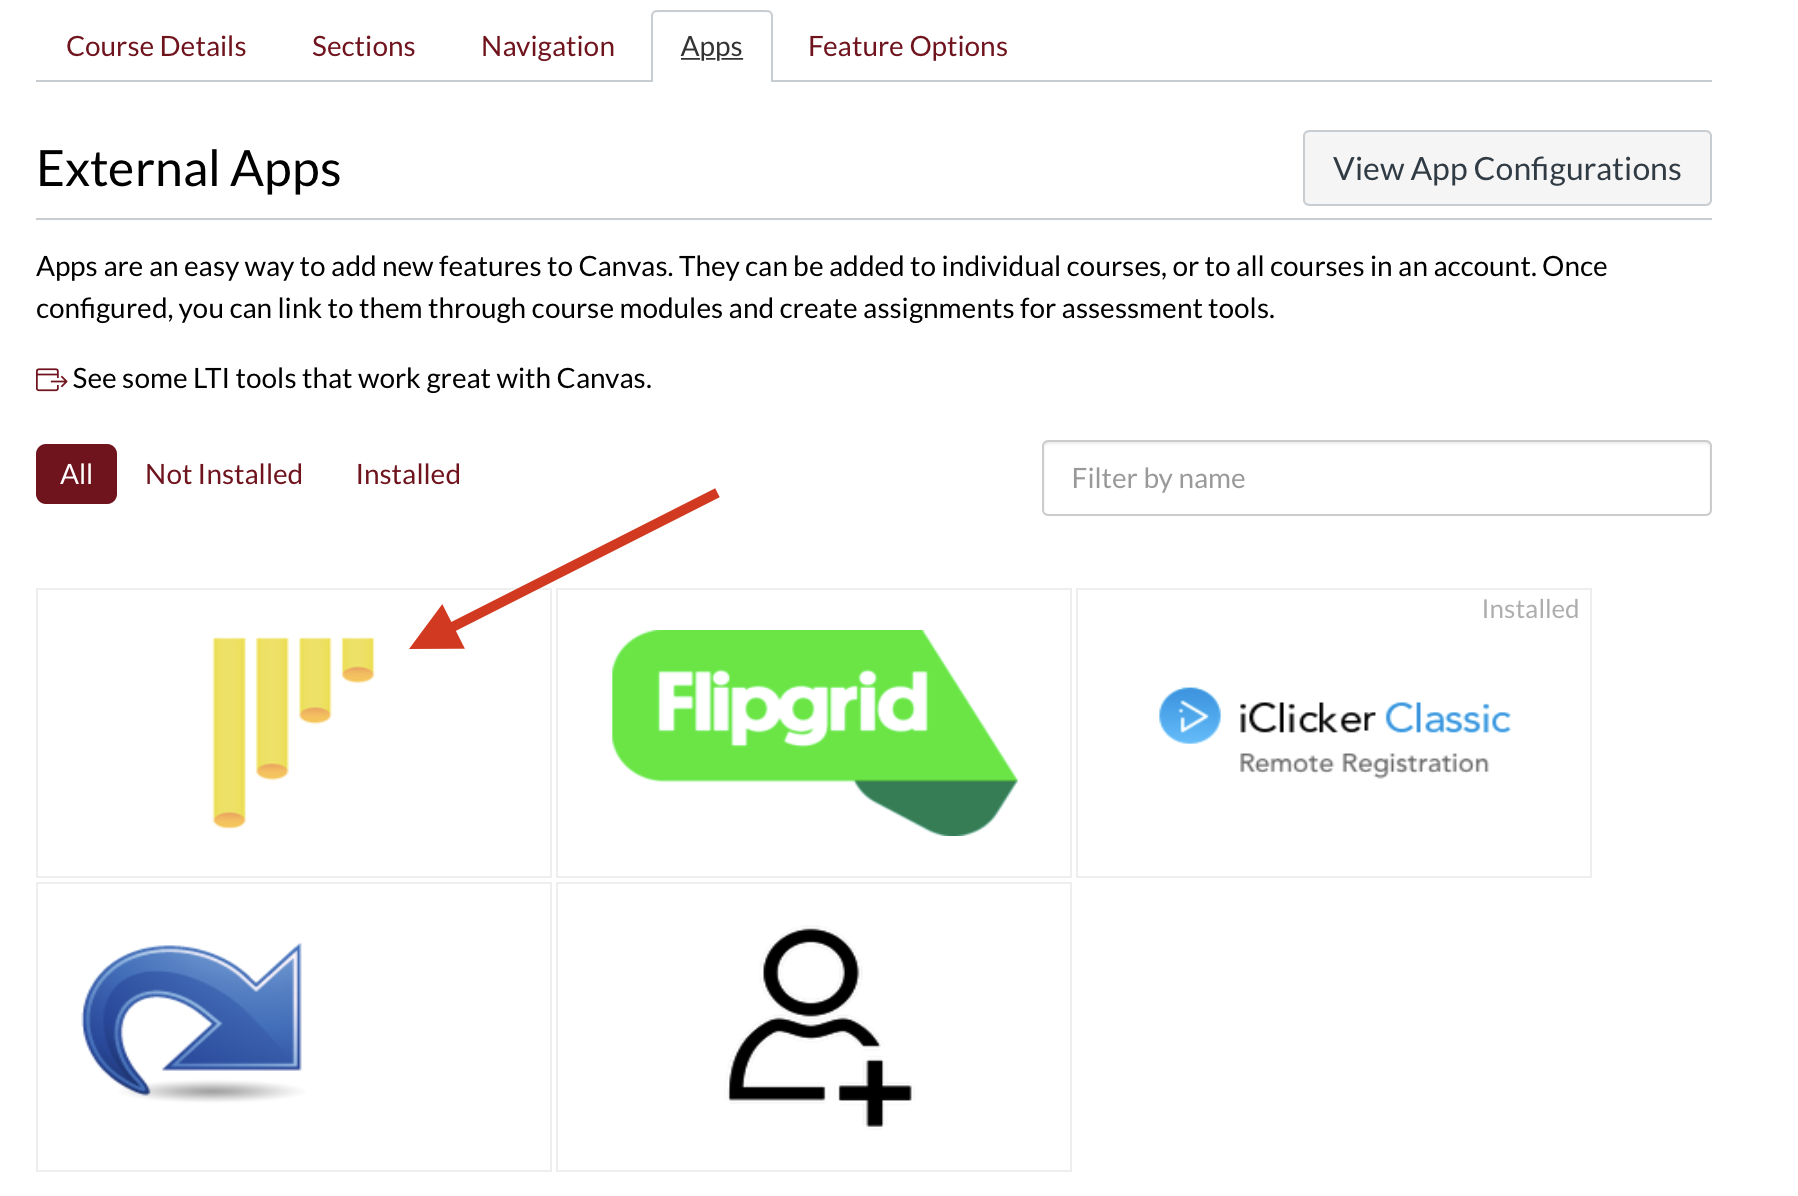 Course Details Sections Navigation Apps Feature Options
External Apps
View App Configurations
Apps are an easy way to add new features to Canvas. They can be added to individual courses, or to all courses in an account. Once
configured, you can link to them through course modules and create assignments for assessment tools.
See some LTI tools that work great with Canvas.
All Not Installed Installed
Filter by name
Flipgrid
Installed
iClicker Classic
Remote Registration